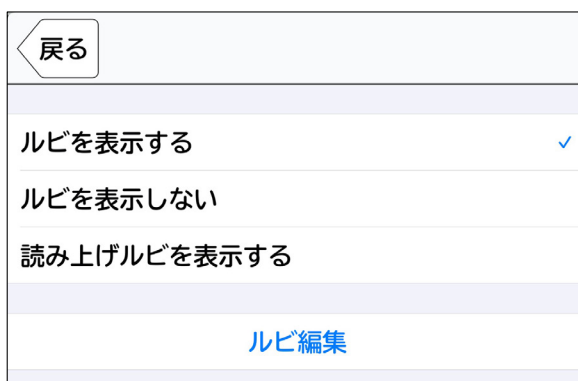 戻る
ルビを表示する
ルビを表示しない
読み上げルビを表示する
ルビ編集